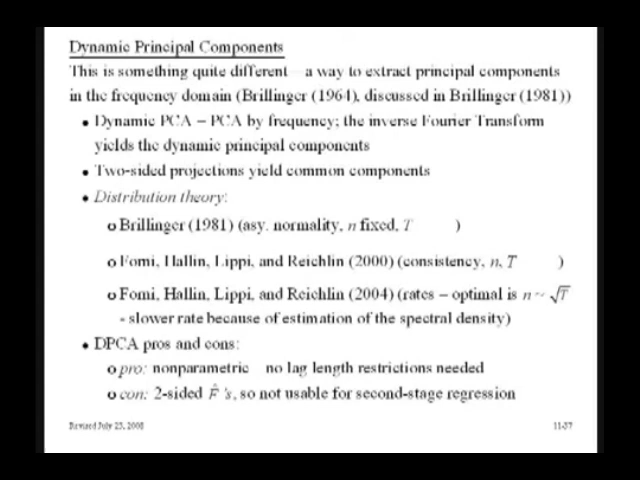 Dynamic Principal Components
This is something quite different a way to extract principal components
in the frequency domain (Brillinger (1964), discussed in Brillinger (1981))
• Dynamic PCA – PCA by frequency; the inverse Fourier Transform
yields the dynamic principal components
• Two-sided projections yield common components
• Distribution theory:
o Brillinger (1981) (asy. normality, n fixed, T )
o Forni, Hallin, Lippi, and Reichlin (2000) (consistency, n, T )
o Forni, Hallin, Lippi, and Reichlin (2004) (rates – optimal is n ~ √T
- slower rate because of estimation of the spectral density)
• DPCA pros and cons:
o pro: nonparametric no lag length restrictions needed
o con: 2-sided F̂ 's, so not usable for second-stage regression
Revised July 23, 2008
11-37